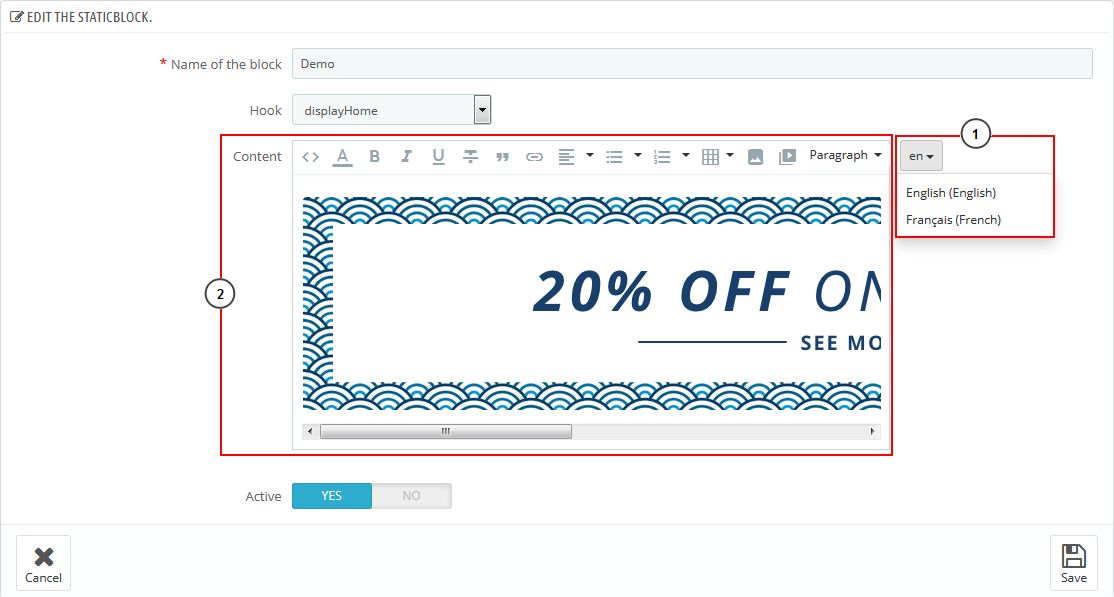 EDIT THE STATICBLOCK.
* Name of the block
Demo
Hook
displayHome
1
Content
A B I U Paragraph
en
English (English)
Français (French)
20% OFF ON
2
SEE MO
Active
YES NO
Cancel
Save